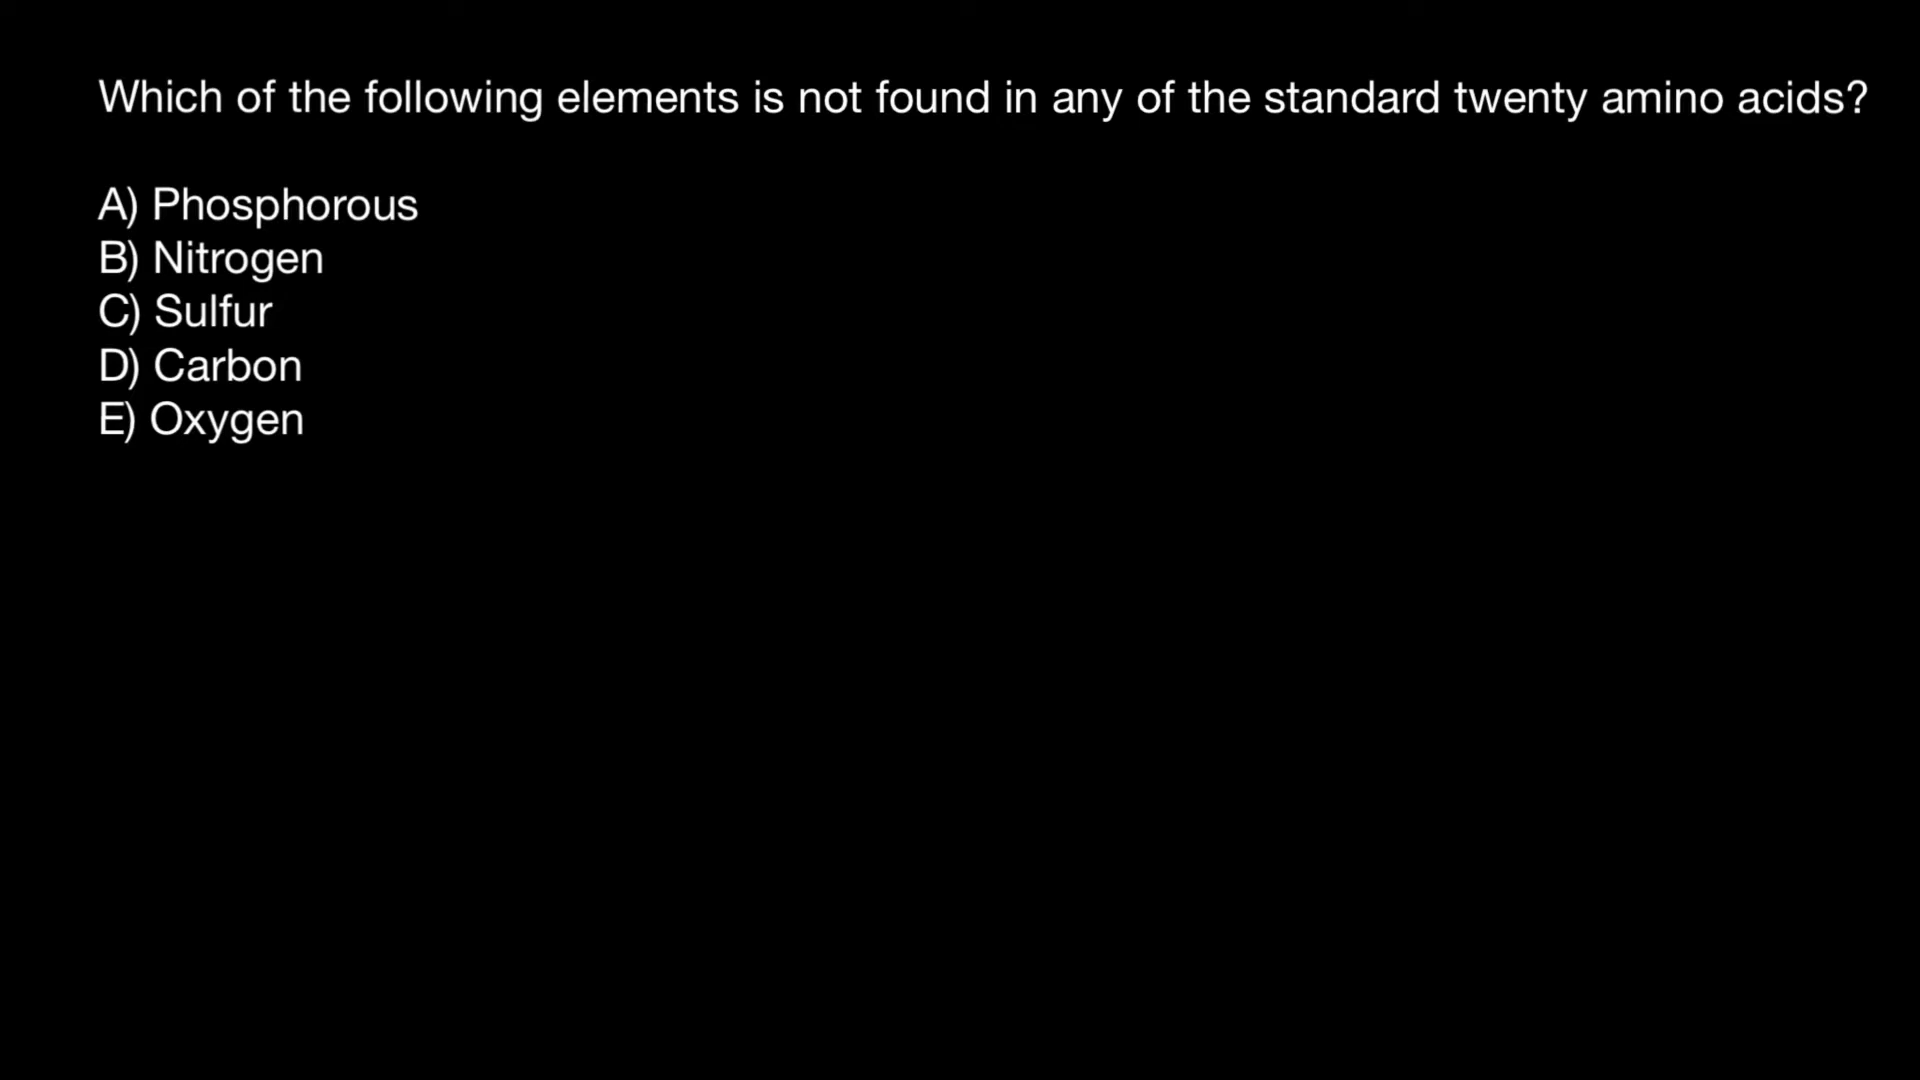 Which of the following elements is not found in any of the standard twenty amino acids?
A) Phosphorous
B) Nitrogen
C) Sulfur
D) Carbon
E) Oxygen